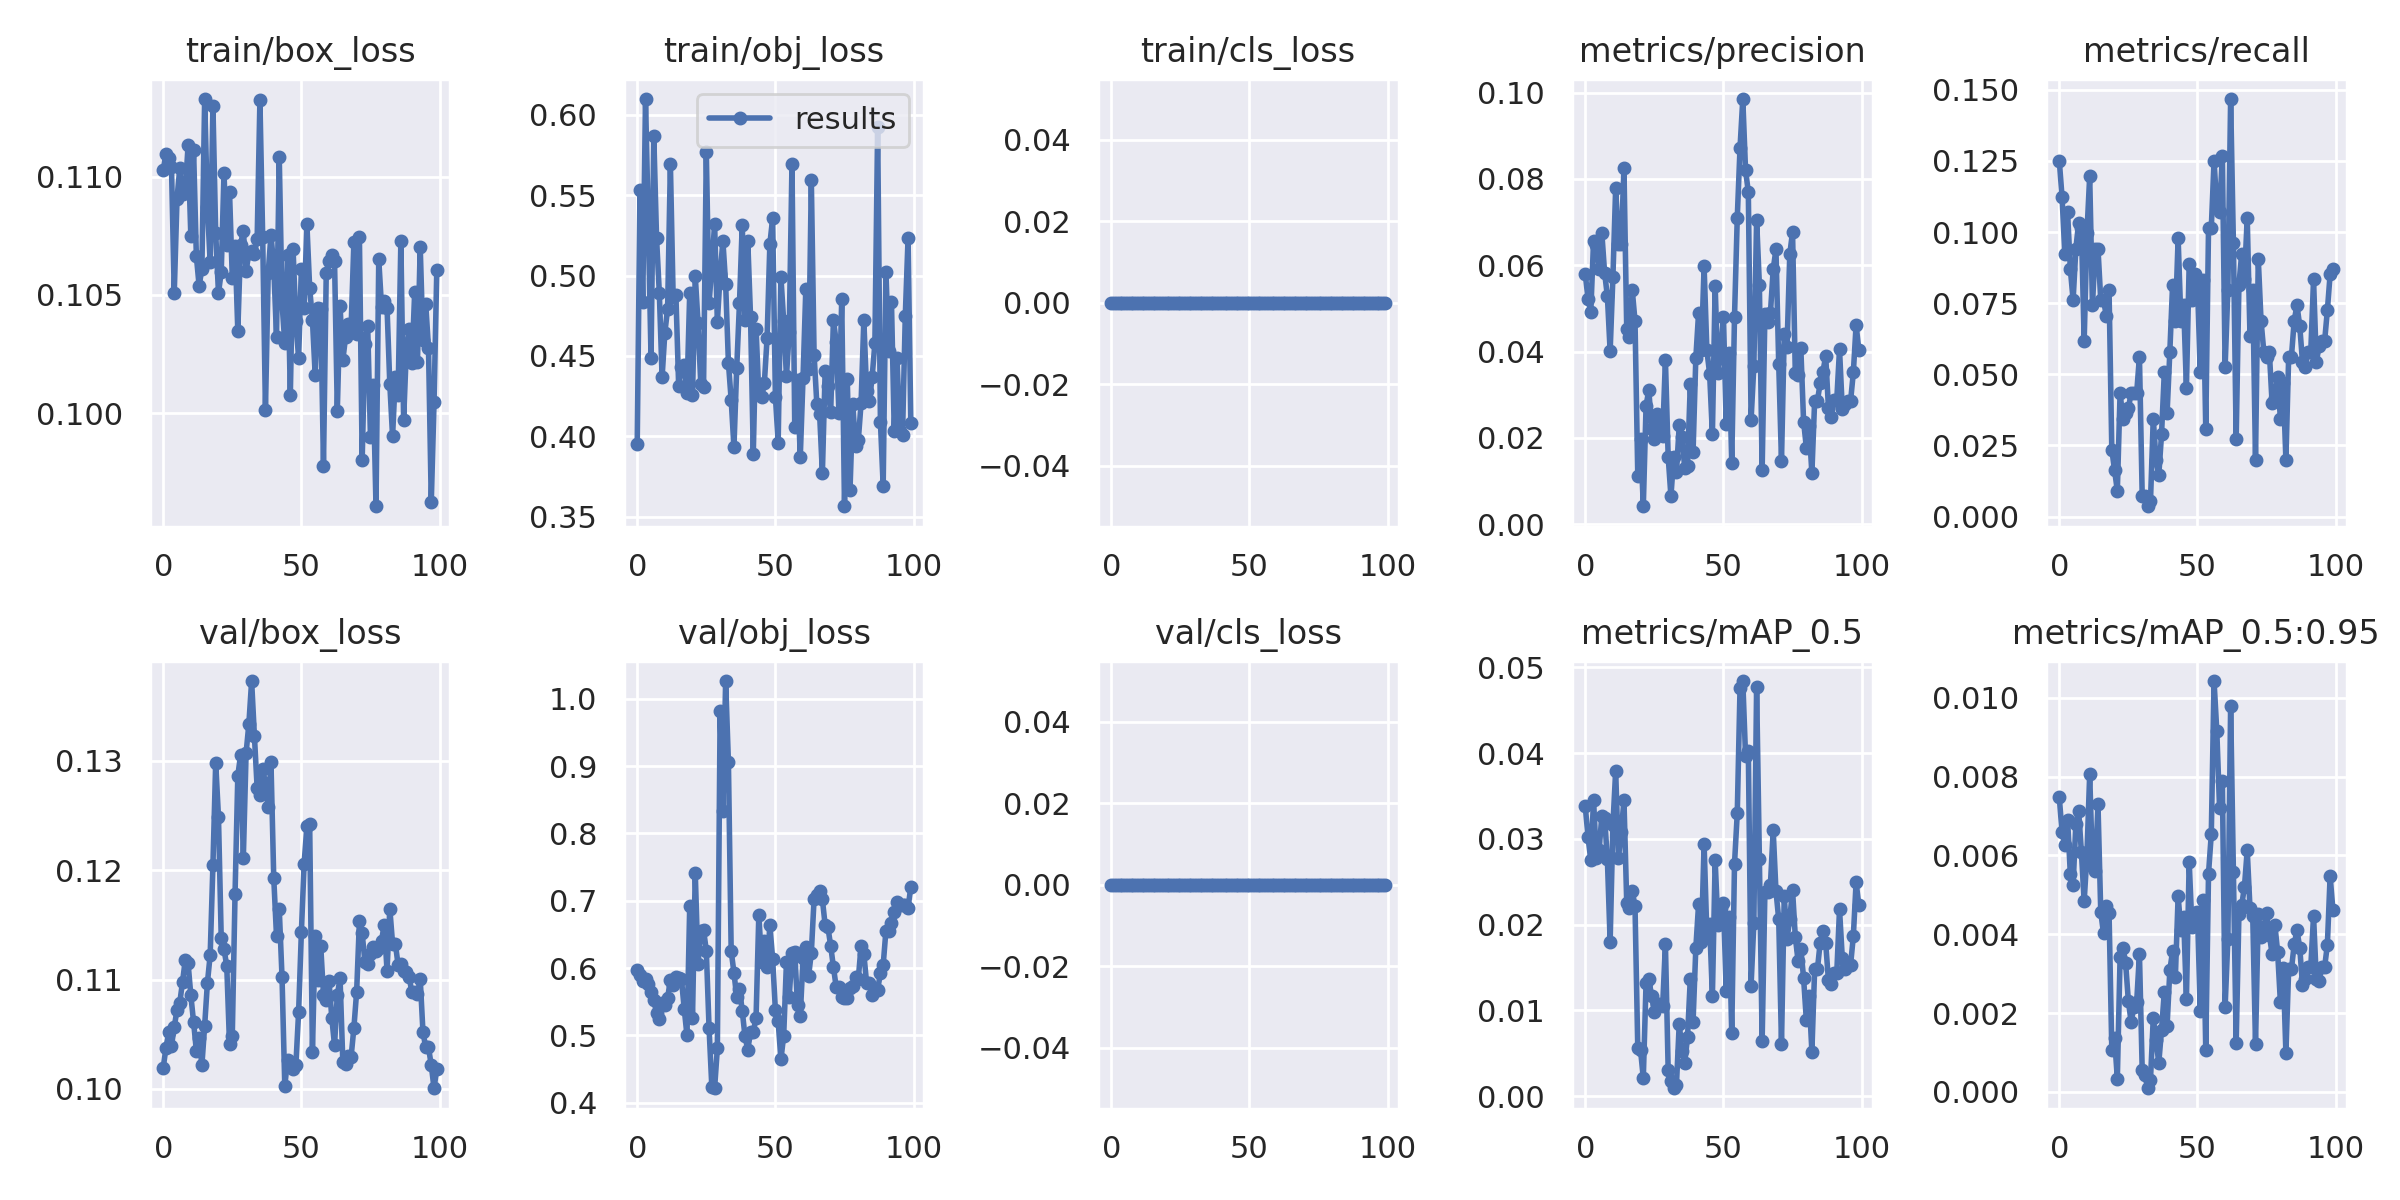 train/box_loss
train/obj_loss
train/cls_loss
metrics/precision
metrics/recall
0.110
0.105
0.100
0 50 100
0.60
0.55
0.50
0.45
0.40
0.35
results
0 50 100
0.04
0.02
0.00
−0.02
−0.04
0 50 100
0.10
0.08
0.06
0.04
0.02
0.00
0 50 100
0.150
0.125
0.100
0.075
0.050
0.025
0.000
0 50 100
val/box_loss
val/obj_loss
val/cls_loss
metrics/mAP_0.5
metrics/mAP_0.5:0.95
0.13
0.12
0.11
0.10
0 50 100
1.0
0.9
0.8
0.7
0.6
0.5
0.4
0 50 100
0.04
0.02
0.00
−0.02
−0.04
0 50 100
0.05
0.04
0.03
0.02
0.01
0.00
0 50 100
0.010
0.008
0.006
0.004
0.002
0.000
0 50 100